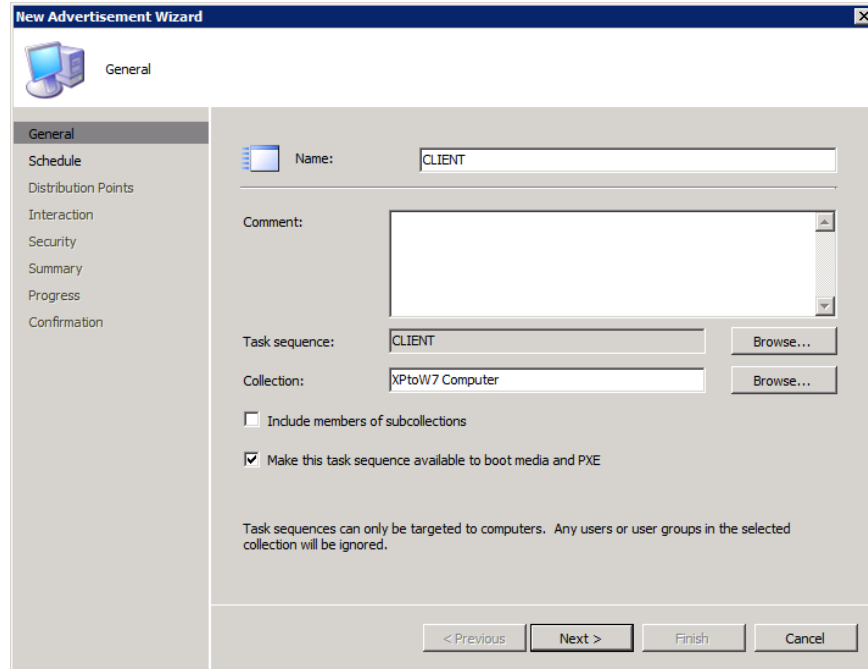 New Advertisement Wizard
General
General
Schedule
Distribution Points
Interaction
Security
Summary
Progress
Confirmation
Name: CLIENT
Comment:
Task sequence: CLIENT Browse...
Collection: XPtoW7 Computer Browse...
Include members of subcollections
Make this task sequence available to boot media and PXE
Task sequences can only be targeted to computers. Any users or user groups in the selected
collection will be ignored.
< Previous Next > Finish Cancel